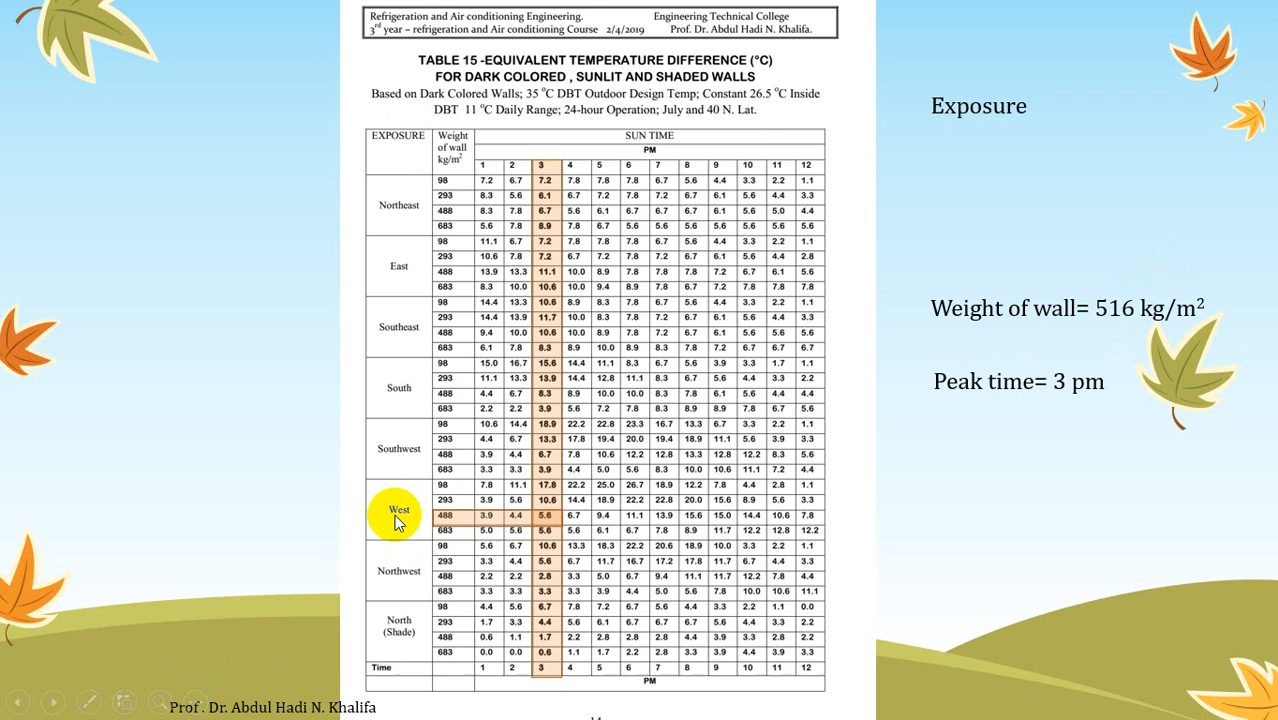 Refrigeration and Air conditioning Engineering. Engineering Technical College
3rd year – refrigeration and Air conditioning Course 2/4/2019 Prof. Dr. Abdul Hadi N. Khalifa.
TABLE 15 -EQUIVALENT TEMPERATURE DIFFERENCE (°C)
FOR DARK COLORED , SUNLIT AND SHADED WALLS
Based on Dark Colored Walls; 35 °C DBT Outdoor Design Temp; Constant 26.5 °C Inside
DBT 11 °C Daily Range; 24-hour Operation; July and 40 N. Lat.
EXPOSURE Weight of wall kg/m² SUN TIME
PM
1 2 3 4 5 6 7 8 9 10 11 12
Northeast
98 7.2 6.7 7.2 7.8 7.8 7.8 6.7 5.6 4.4 3.3 2.2 1.1
293 8.3 5.6 6.1 6.7 7.2 7.8 7.2 6.7 6.1 5.6 4.4 3.3
488 8.3 7.8 6.7 5.6 6.1 6.7 6.7 6.7 6.1 5.6 5.0 4.4
683 5.6 7.8 8.9 7.8 6.7 5.6 5.6 5.6 5.6 5.6 5.6 5.6
East
98 11.1 6.7 7.2 7.8 7.8 7.8 6.7 5.6 4.4 3.3 2.2 1.1
293 10.6 7.8 7.2 6.7 7.2 7.8 7.2 6.7 6.1 5.6 4.4 2.8
488 13.9 13.3 11.1 10.0 8.9 7.8 7.8 7.8 7.2 6.7 6.1 5.6
683 8.3 10.0 10.6 10.0 9.4 8.9 7.8 6.7 7.2 7.8 7.8 7.8
Southeast
98 14.4 13.3 10.6 8.9 8.3 7.8 6.7 5.6 4.4 3.3 2.2 1.1
293 14.4 13.9 11.7 10.0 8.3 7.8 7.2 6.7 6.1 5.6 4.4 3.3
488 9.4 10.0 10.6 10.0 8.9 7.8 7.2 6.7 6.1 5.6 5.6 5.6
683 6.1 7.8 8.3 8.9 10.0 8.9 8.3 7.8 7.2 6.7 6.7 6.7
South
98 15.0 16.7 15.6 14.4 11.1 8.3 6.7 5.6 3.9 3.3 1.7 1.1
293 11.1 13.3 13.9 14.4 12.8 11.1 8.3 6.7 5.6 4.4 3.3 2.2
488 4.4 6.7 8.3 8.9 10.0 10.0 8.3 7.8 6.1 5.6 4.4 4.4
683 2.2 2.2 3.9 5.6 7.2 7.8 8.3 8.9 8.9 7.8 6.7 5.6
Southwest
98 10.6 14.4 18.9 22.2 22.8 23.3 16.7 13.3 6.7 3.3 2.2 1.1
293 4.4 6.7 13.3 17.8 19.4 20.0 19.4 18.9 11.1 5.6 3.9 3.3
488 3.9 4.4 6.7 7.8 10.6 12.2 12.8 13.3 12.8 12.2 8.3 5.6
683 3.3 3.3 3.9 4.4 5.0 5.6 8.3 10.0 10.6 11.1 7.2 4.4
West
98 7.8 11.1 17.8 22.2 25.0 26.7 18.9 12.2 7.8 4.4 2.8 1.1
293 3.9 5.6 10.6 14.4 18.9 22.2 22.8 20.0 15.6 8.9 5.6 3.3
488 3.9 4.4 5.6 6.7 9.4 11.1 13.9 15.6 15.0 14.4 10.6 7.8
683 5.0 5.6 5.6 5.6 6.1 6.7 7.8 8.9 11.7 12.2 12.8 12.2
Northwest
98 5.6 6.7 10.6 13.3 18.3 22.2 20.6 18.9 10.0 3.3 2.2 1.1
293 3.3 4.4 5.6 6.7 11.7 16.7 17.2 17.8 11.7 6.7 4.4 3.3
488 2.2 2.2 2.8 3.3 5.0 6.7 9.4 11.1 11.7 12.2 7.8 4.4
683 3.3 3.3 3.3 3.3 3.9 4.4 5.0 5.6 7.8 10.0 10.6 11.1
North (Shade)
98 4.4 5.6 6.7 7.8 7.2 6.7 5.6 4.4 3.3 2.2 1.1 0.0
293 1.7 3.3 4.4 5.6 6.1 6.7 6.7 6.7 5.6 4.4 3.3 2.2
488 0.6 1.1 1.7 2.2 2.8 2.8 2.8 4.4 3.9 3.3 2.8 2.2
683 0.0 0.0 0.6 1.1 1.7 2.2 2.8 3.3 3.9 4.4 3.9 3.3
Time 1 2 3 4 5 6 7 8 9 10 11 12
PM
Exposure
Weight of wall= 516 kg/m²
Peak time= 3 pm
Prof . Dr. Abdul Hadi N. Khalifa